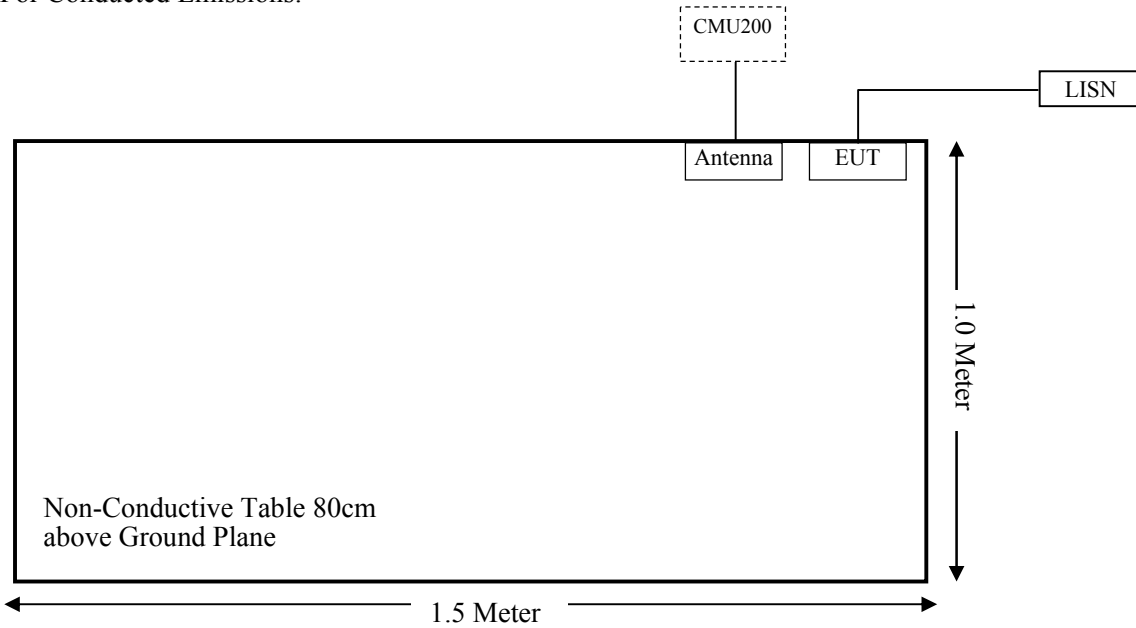 For Conducted Emissions:
CMU200
LISN
Antenna
EUT
1.0 Meter
Non-Conductive Table 80cm
above Ground Plane
1.5 Meter